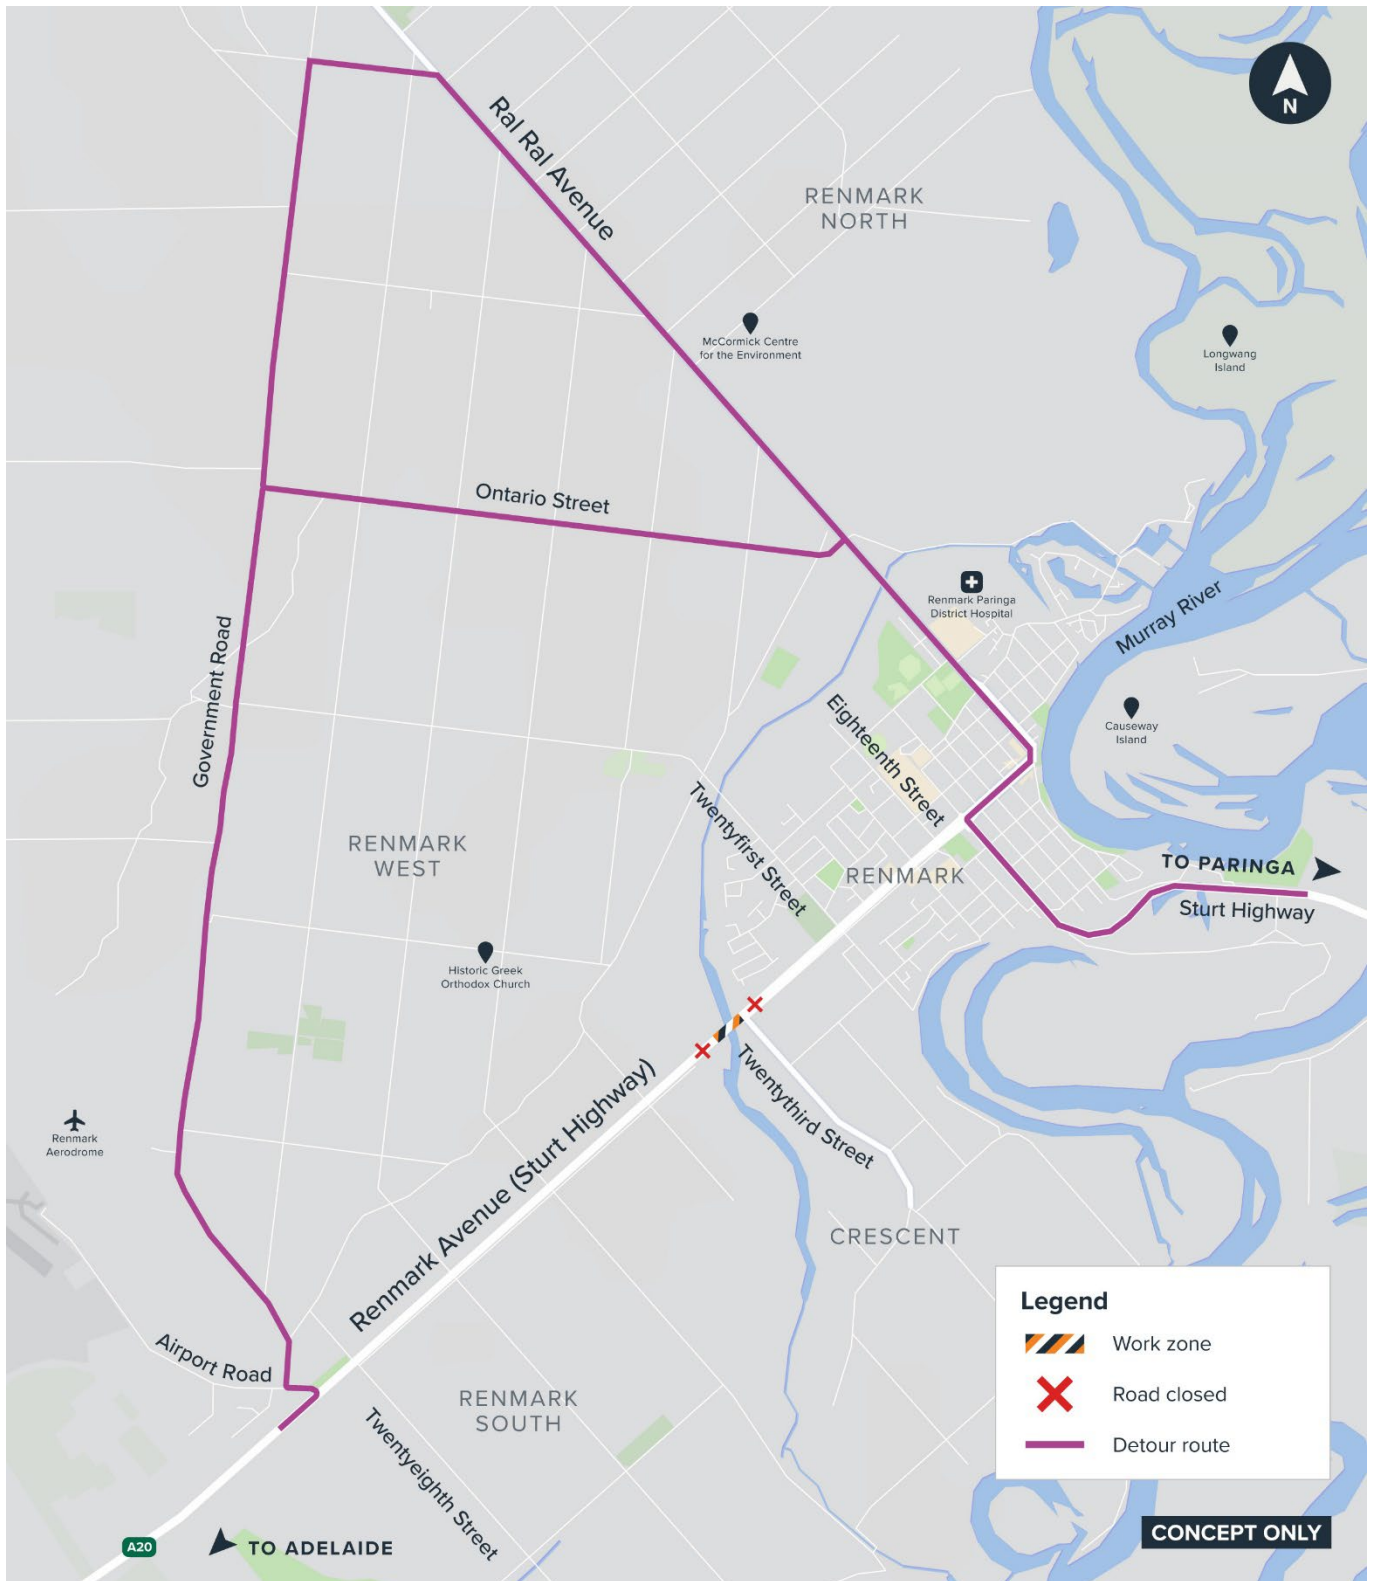 N
Ral Ral Avenue
RENMARK
NORTH
McCormick Centre
for the Environment
Longwang
Island
Ontario Street
Renmark Paringa
District Hospital
Murray River
Government Road
Eighteenth Street
Causeway
Island
Twentyfirst Street
RENMARK
WEST
RENMARK
TO PARINGA
Sturt Highway
Historic Greek
Orthodox Church
Renmark Avenue (Sturt Highway)
Twentythird Street
Renmark
Aerodrome
CRESCENT
Airport Road
RENMARK
SOUTH
Twentyeighth Street
Legend
Work zone
Road closed
Detour route
A20
TO ADELAIDE
CONCEPT ONLY